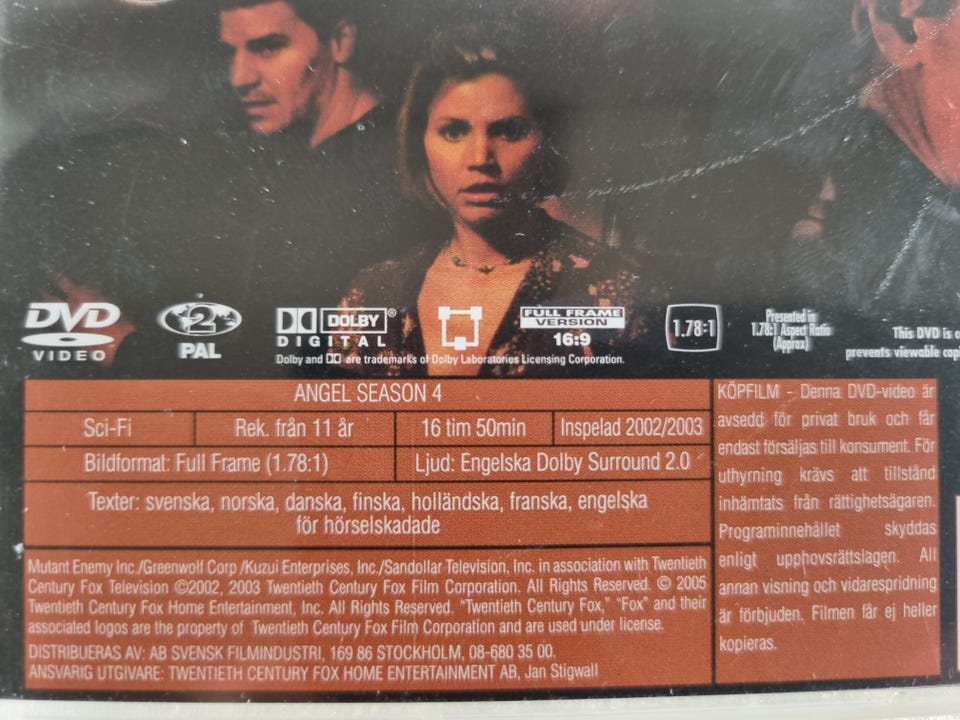 DVD
VIDEO
2
PAL
DOLBY®
DIGITAL
Dolby and DD are trademarks of Dolby Laboratories Licensing Corporation.
FULL FRAME
VERSION
16:9
1.78:1
Presented in
1.78:1 Aspect Ratio
(Approx)
This DVD is
prevents viewable
ANGEL SEASON 4
Sci-Fi
Rek. från 11 år
16 tim 50min
Inspelad 2002/2003
Bildformat: Full Frame (1.78:1)
Ljud: Engelska Dolby Surround 2.0
Texter: svenska, norska, danska, finska, holländska, franska, engelska
för hörselskadade
Mutant Enemy Inc./Greenwolf Corp /Kuzui Enterprises, Inc./Sandollar Television, Inc. in association with Twentieth
Century Fox Television ©2002, 2003 Twentieth Century Fox Film Corporation. All Rights Reserved. © 2005
Twentieth Century Fox Home Entertainment, Inc. All Rights Reserved. “Twentieth Century Fox,” “Fox” and their
associated logos are the property of Twentieth Century Fox Film Corporation and are used under license.
DISTRIBUERAS AV: AB SVENSK FILMINDUSTRI, 169 86 STOCKHOLM, 08-680 35 00.
ANSVARIG UTGIVARE: TWENTIETH CENTURY FOX HOME ENTERTAINMENT AB, Jan Stigwall
KÖPFILM - Denna DVD-video är
avsedd för privat bruk och får
endast försäljas till konsument. För
uthyrning krävs att tillstånd
inhämtats från rättighetsägaren.
Programinnehållet skyddas
enligt upphovsrättslagen. All
annan visning och vidarespridning
är förbjuden. Filmen får ej heller
kopieras.